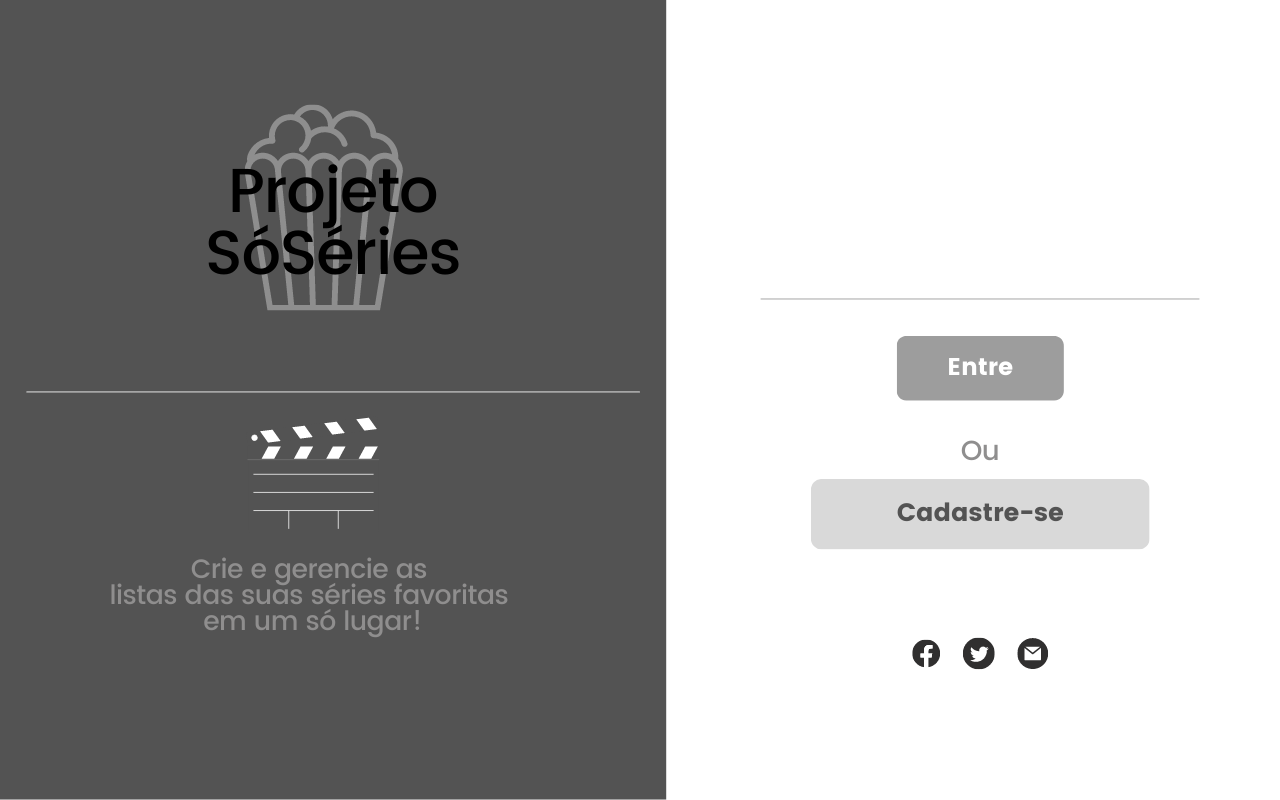 Projeto
SóSéries
Crie e gerencie as
listas das suas séries favoritas
em um só lugar!
Entre
Ou
Cadastre-se